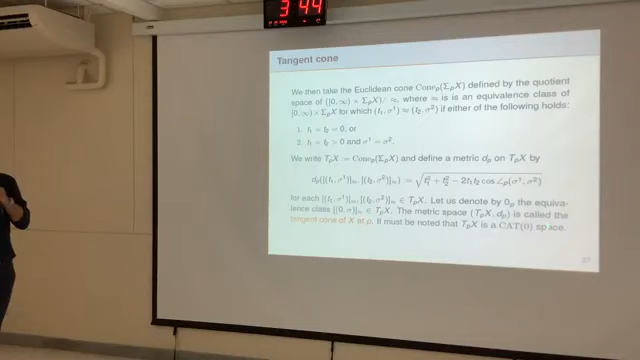 3 44
Tangent cone
We then take the Euclidean cone Cone_p(Σ_pX) defined by the quotient
space of ([0, ∞) × Σ_pX)/ ≈, where ≈ is is an equivalence class of
[0, ∞) × Σ_pX for which (t₁, σ¹) ≈ (t₂, σ²) if either of the following holds:
1. t₁ = t₂ = 0, or
2. t₁ = t₂ > 0 and σ¹ = σ².
We write T_pX := Cone_p(Σ_pX) and define a metric d_p on T_pX by
d_p([(t₁, σ¹)]_≈, [(t₂, σ²)]_≈) = √(t₁² + t₂² − 2t₁t₂ cos ∠_p(σ¹, σ²))
for each [(t₁, σ¹)]_≈, [(t₂, σ²)]_≈ ∈ T_pX. Let us denote by 0_p the equiva-
lence class [(0, σ)]_≈ ∈ T_pX. The metric space (T_pX, d_p) is called the
tangent cone of X at p. It must be noted that T_pX is a CAT(0) space.